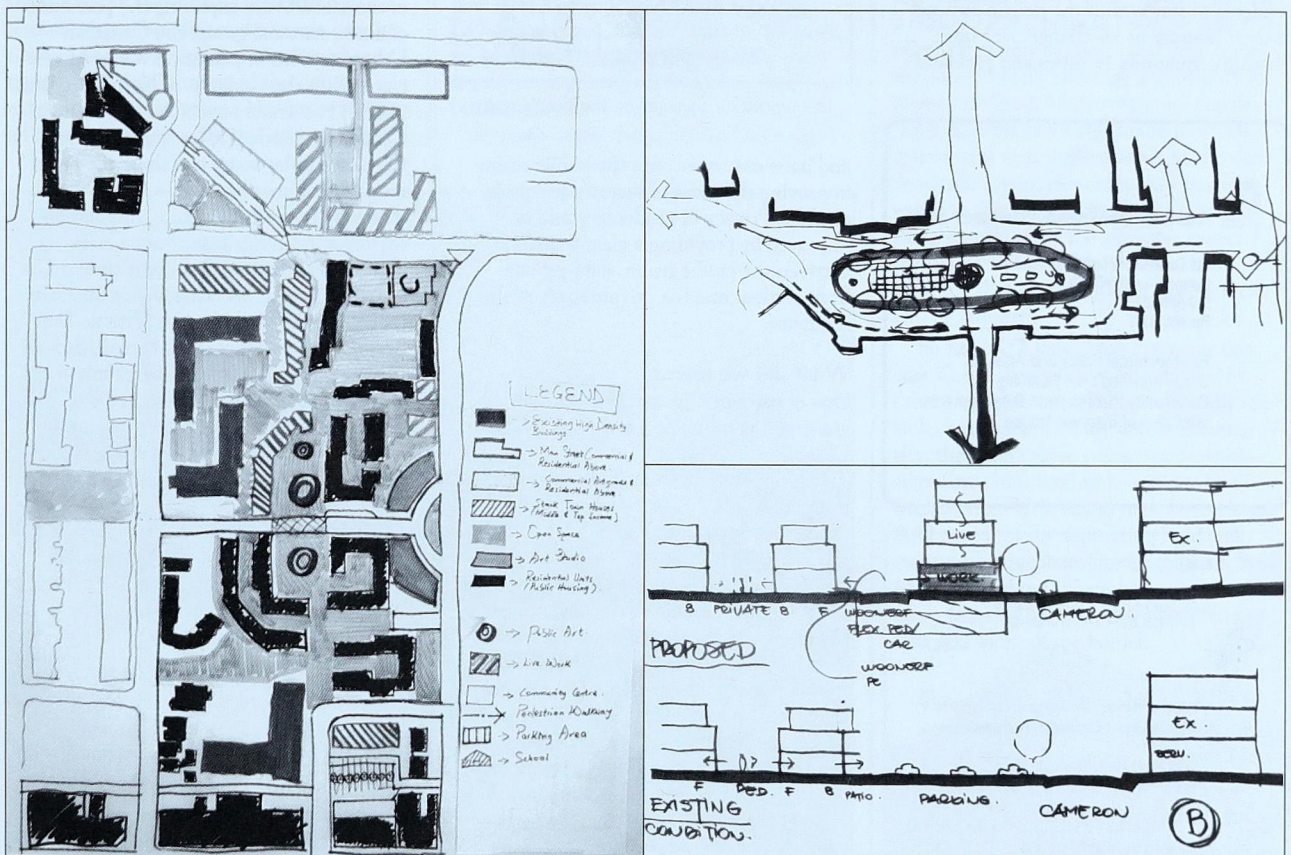 LEGEND
→ Existing High Density
Buildings
→ Main Street (Commercial &
Residential Above
→ Commercial At grade &
Residential Above
→ Stack Town Houses
(Middle & Top Income)
→ Open Space
→ Art Studio
→ Residential Units
(Public Housing).
→ Public Art.
→ Live Work
→ Community Centre.
→ Pedestrian Walkway
→ Parking Area
→ School
C
LIVE
WORK
EX.
B PRIVATE B F WOONERF CAMERON.
FLEX. PED/
CAR
PROPOSED
WOONERF
EX.
F PED. F B PATIO. PARKING. CAMERON
EXISTING
CONDITION.
B